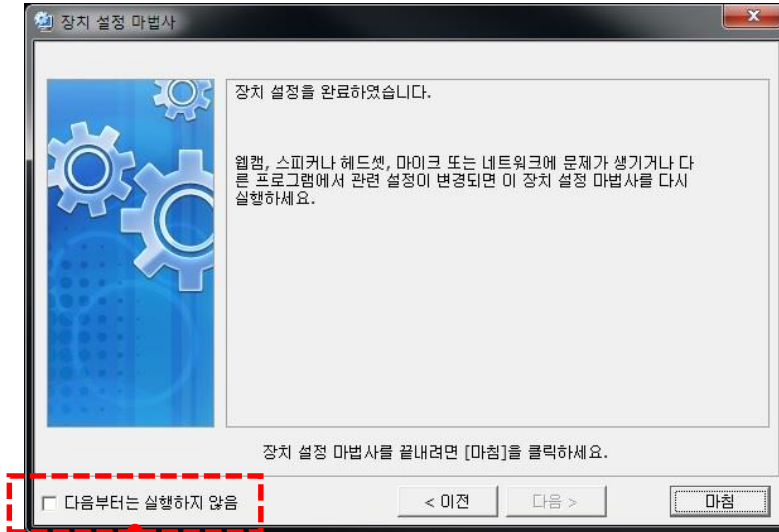 장치 설정 마법사
장치 설정을 완료하였습니다.
웹캠, 스피커나 헤드셋, 마이크 또는 네트워크에 문제가 생기거나 다
른 프로그램에서 관련 설정이 변경되면 이 장치 설정 마법사를 다시
실행하세요.
장치 설정 마법사를 끝내려면 [마침]을 클릭하세요.
다음부터는 실행하지 않음
< 이전
다음 >
마침